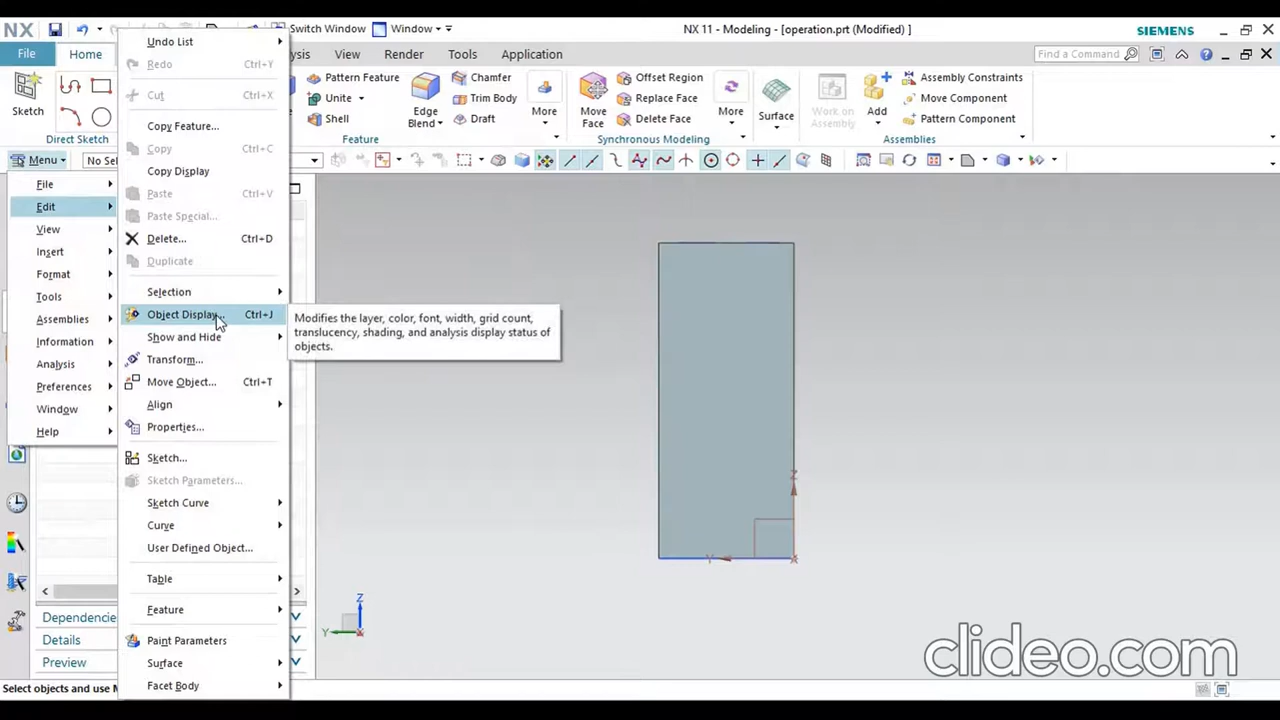 NX
Switch Window
Window
NX 11 - Modeling - [operation.prt (Modified) ]
SIEMENS
File
Home
View
Render
Tools
Application
Find a Command
Sketch
Direct Sketch
Pattern Feature
Unite
Shell
Edge
Blend
Chamfer
Trim Body
Draft
More
Feature
Move
Face
Offset Region
Replace Face
Delete Face
More
Synchronous Modeling
Surface
Work on
Assembly
Add
Assembly Constraints
Move Component
Pattern Component
Assemblies
Menu
File
Edit
View
Insert
Format
Tools
Assemblies
Information
Analysis
Preferences
Window
Help
Undo List
Redo Ctrl+Y
Cut Ctrl+X
Copy Feature...
Copy Ctrl+C
Copy Display
Paste Ctrl+V
Paste Special...
Delete... Ctrl+D
Duplicate
Selection
Object Display... Ctrl+J
Show and Hide
Transform...
Move Object... Ctrl+T
Align
Properties...
Sketch...
Sketch Parameters...
Sketch Curve
Curve
User Defined Object...
Table
Feature
Paint Parameters
Surface
Facet Body
Modifies the layer, color, font, width, grid count,
translucency, shading, and analysis display status of
objects.
Z
Y
X
Z
Y
Details
Preview
Select objects and use
clideo.com